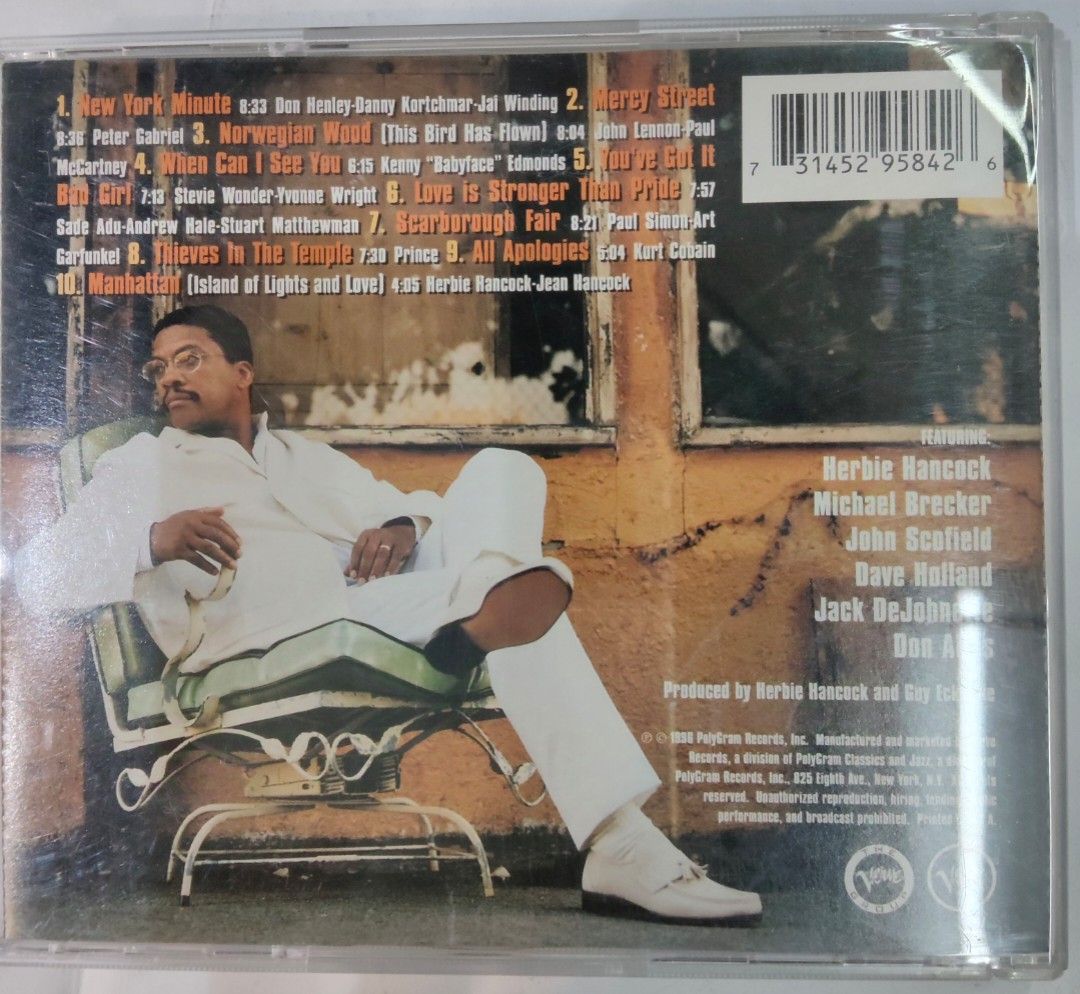 1. New York Minute 8:33 Don Henley-Danny Kortchmar-Jai Winding 2. Mercy Street
8:36 Peter Gabriel 3. Norwegian Wood (This Bird Has Flown) 8:04 John Lennon-Paul
McCartney 4. When Can I See You 6:15 Kenny "Babyface" Edmonds 5. You've Got It
Bad Girl 7:13 Stevie Wonder-Yvonne Wright 6. Love is Stronger Than Pride 7:57
Sade Adu-Andrew Hale-Stuart Matthewman 7. Scarborough Fair 8:21 Paul Simon-Art
Garfunkel 8. Thieves In The Temple 7:30 Prince 9. All Apologies 5:04 Kurt Cobain
10. Manhattan (Island of Lights and Love) 4:05 Herbie Hancock-Jean Hancock
7 31452 95842 6
FEATURING:
Herbie Hancock
Michael Brecker
John Scofield
Dave Holland
Jack DeJohnette
Don
Produced by Herbie Hancock and Guy
℗ © 1996 PolyGram Records, Inc. Manufactured and marketed
Records, a division of PolyGram Classics and Jazz, a
PolyGram Records, Inc., 825 Eighth Ave., New York, N.Y.
reserved. Unauthorized reproduction, hiring, lending,
performance, and broadcast prohibited. Printed
THE
Verve
GROUP